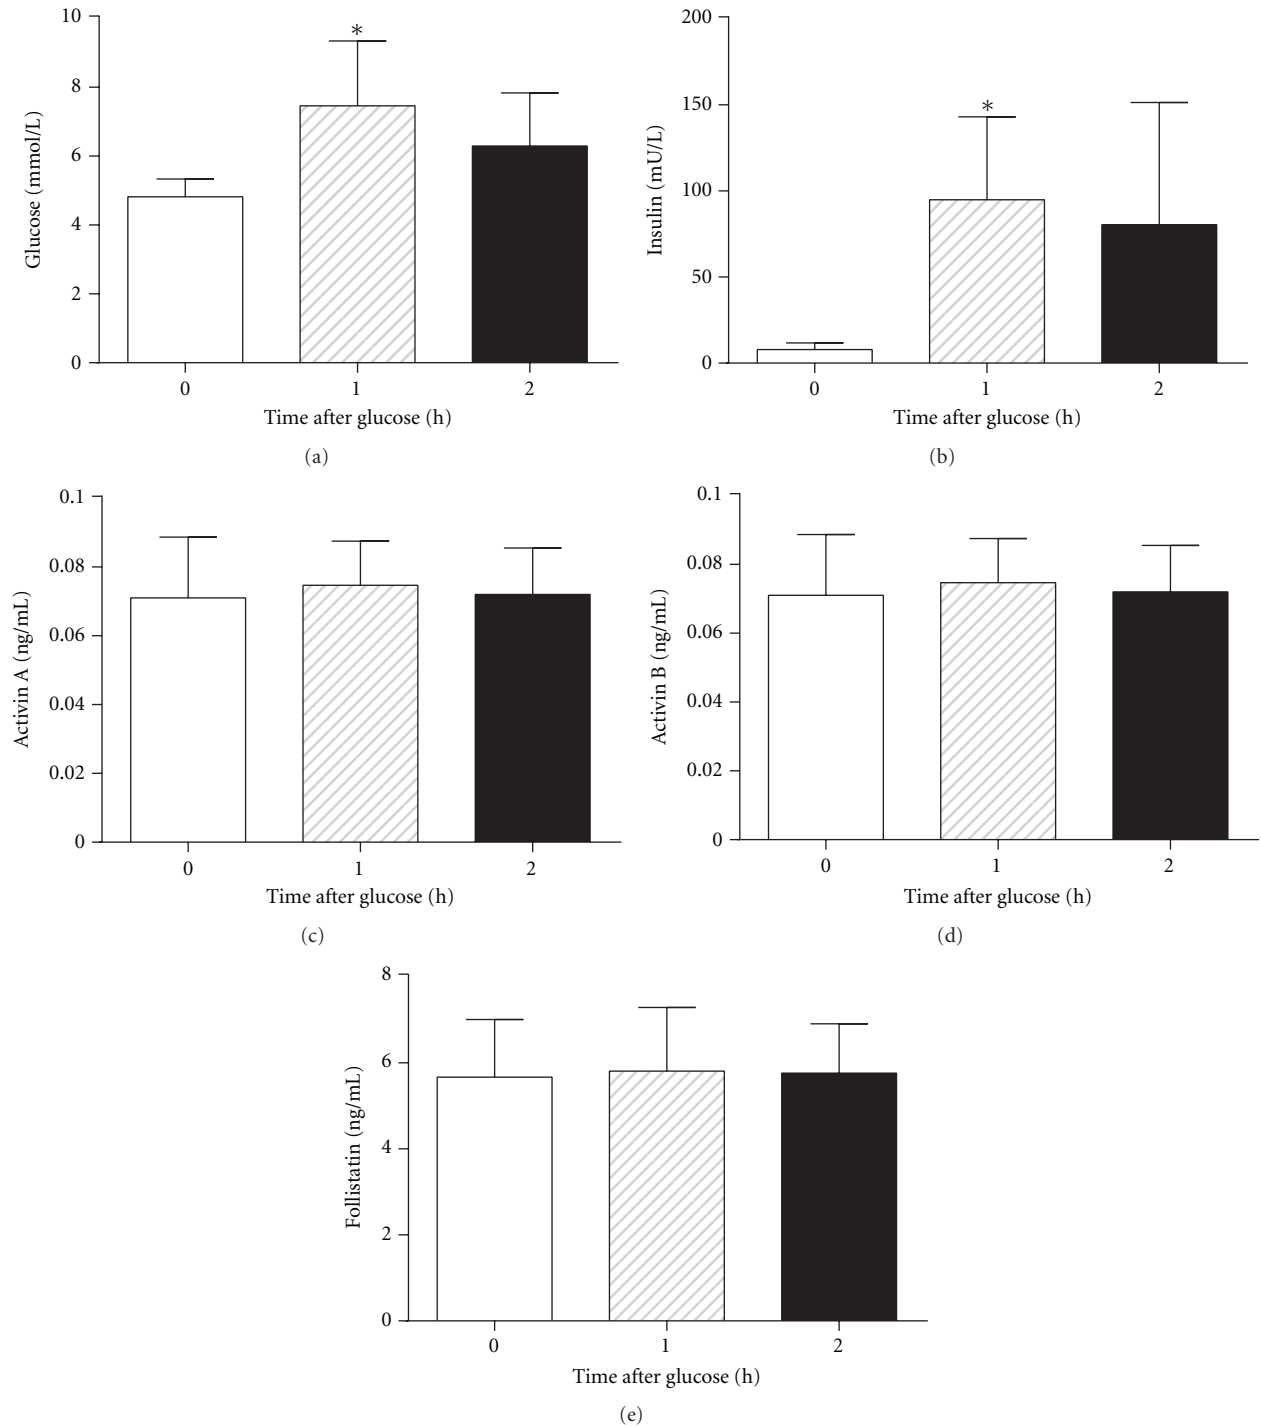 10
8
6
4
2
0
Glucose (mmol/L)
*
0 1 2
Time after glucose (h)
(a)
200
150
100
50
0
Insulin (mU/L)
*
0 1 2
Time after glucose (h)
(b)
0.1
0.08
0.06
0.04
0.02
0
Activin A (ng/mL)
0 1 2
Time after glucose (h)
(c)
0.1
0.08
0.06
0.04
0.02
0
Activin B (ng/mL)
0 1 2
Time after glucose (h)
(d)
8
6
4
2
0
Follistatin (ng/mL)
0 1 2
Time after glucose (h)
(e)